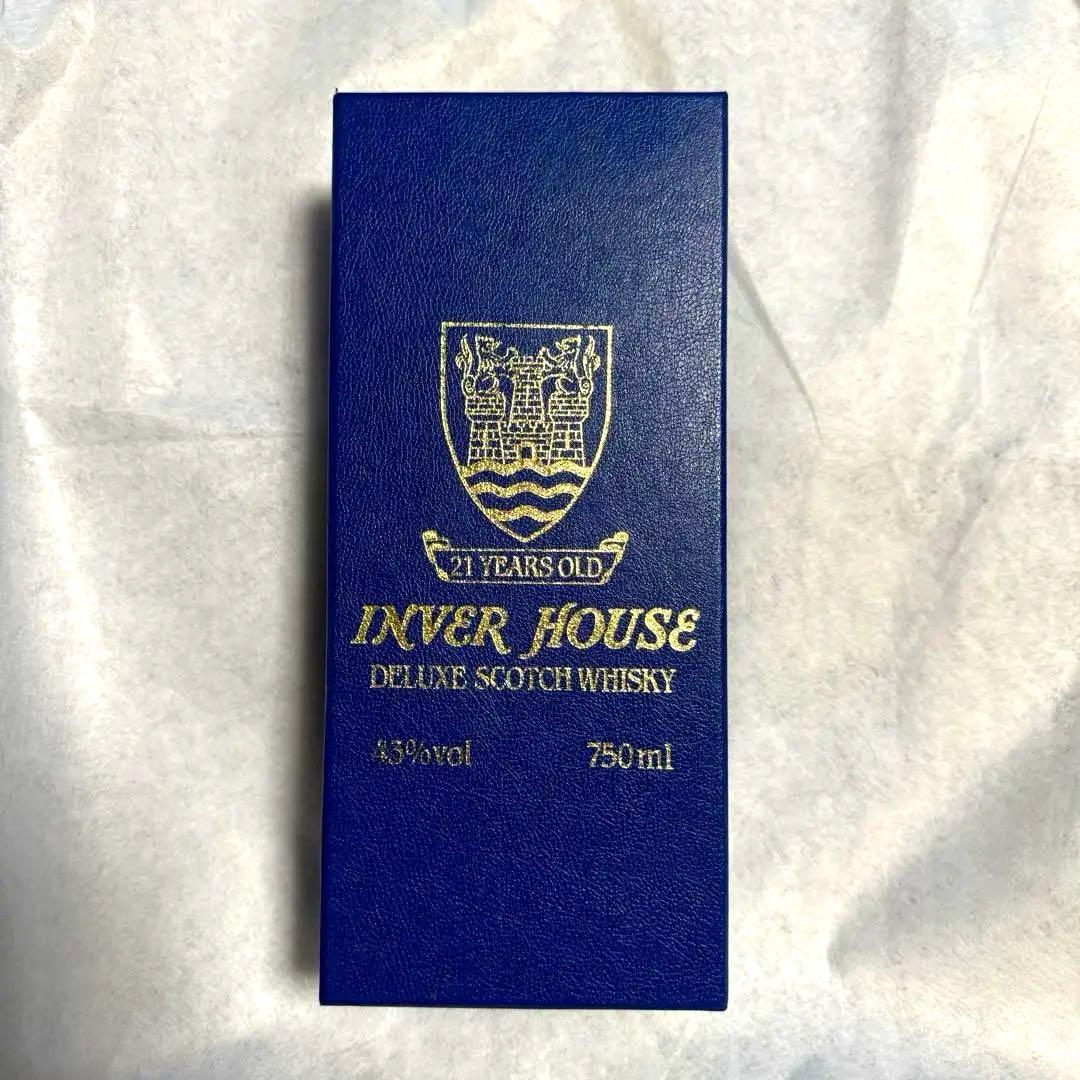 21 YEARS OLD
INVER HOUSE
DELUXE SCOTCH WHISKY
43%vol 750ml